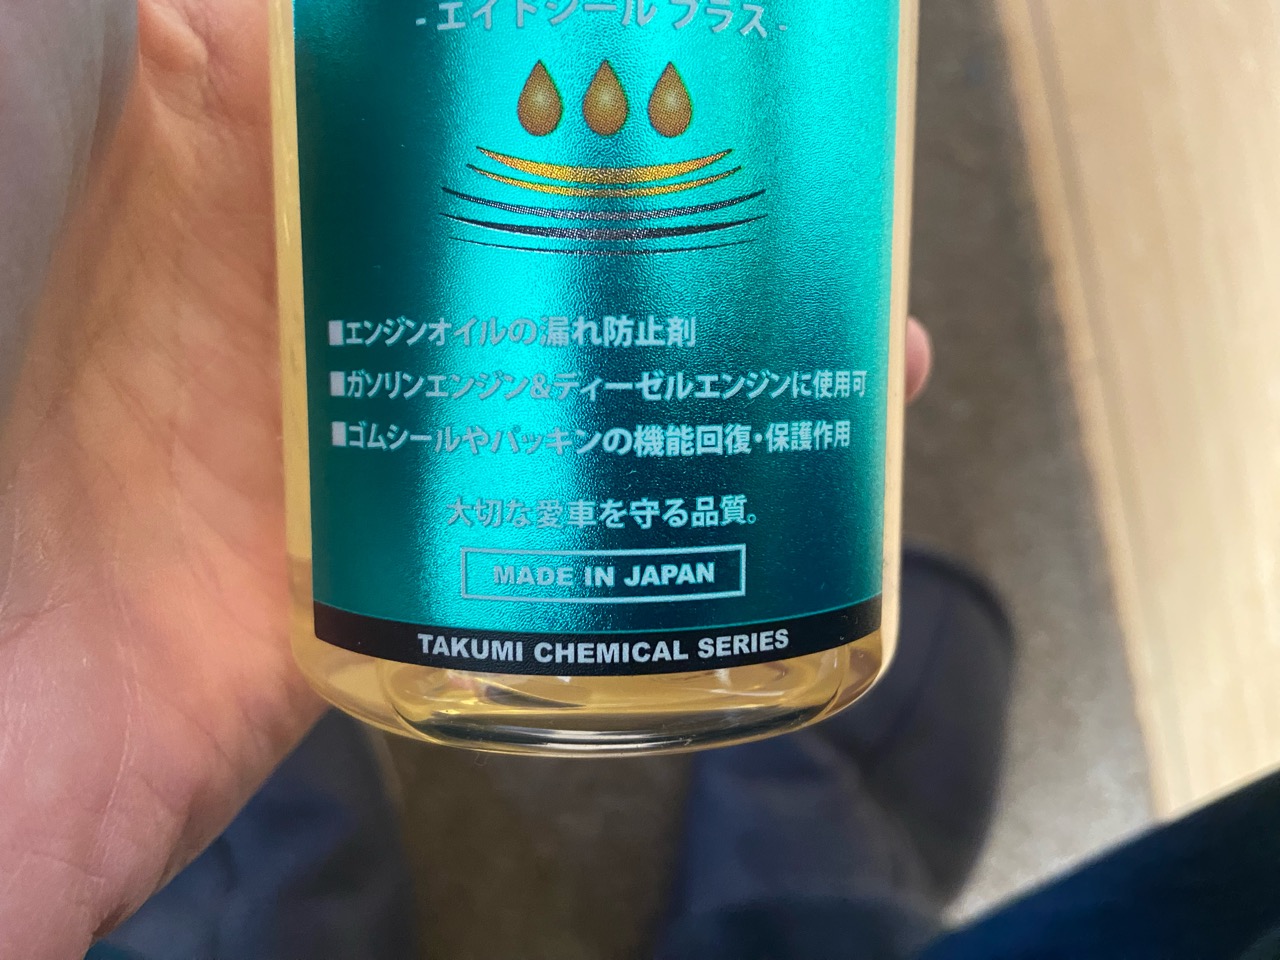 -エイトシール プラス-
■エンジンオイルの漏れ防止剤
■ガソリンエンジン&ディーゼルエンジンに使用可
■ゴムシールやパッキンの機能回復・保護作用
大切な愛車を守る品質。
MADE IN JAPAN
TAKUMI CHEMICAL SERIES